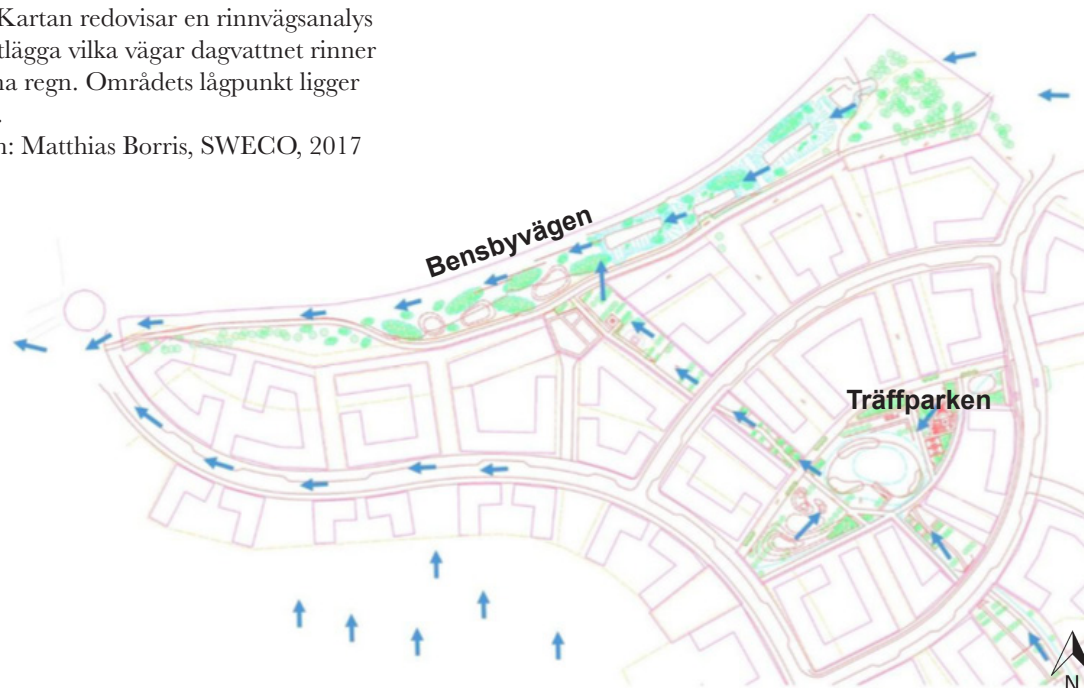 Kartan redovisar en rinnvägsanalys
tlägga vilka vägar dagvattnet rinner
na regn. Områdets lågpunkt ligger
.
n: Matthias Borris, SWECO, 2017
Bensbyvägen
Träffparken
N